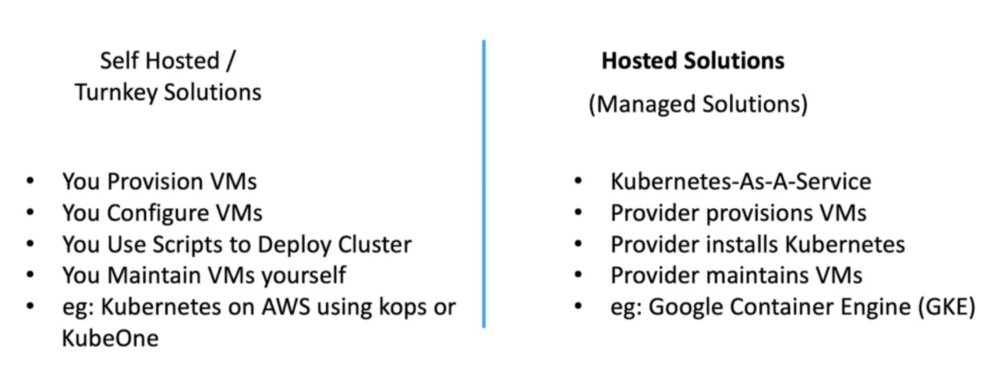 Self Hosted /
Turnkey Solutions
• You Provision VMs
• You Configure VMs
• You Use Scripts to Deploy Cluster
• You Maintain VMs yourself
• eg: Kubernetes on AWS using kops or
KubeOne
Hosted Solutions
(Managed Solutions)
• Kubernetes-As-A-Service
• Provider provisions VMs
• Provider installs Kubernetes
• Provider maintains VMs
• eg: Google Container Engine (GKE)